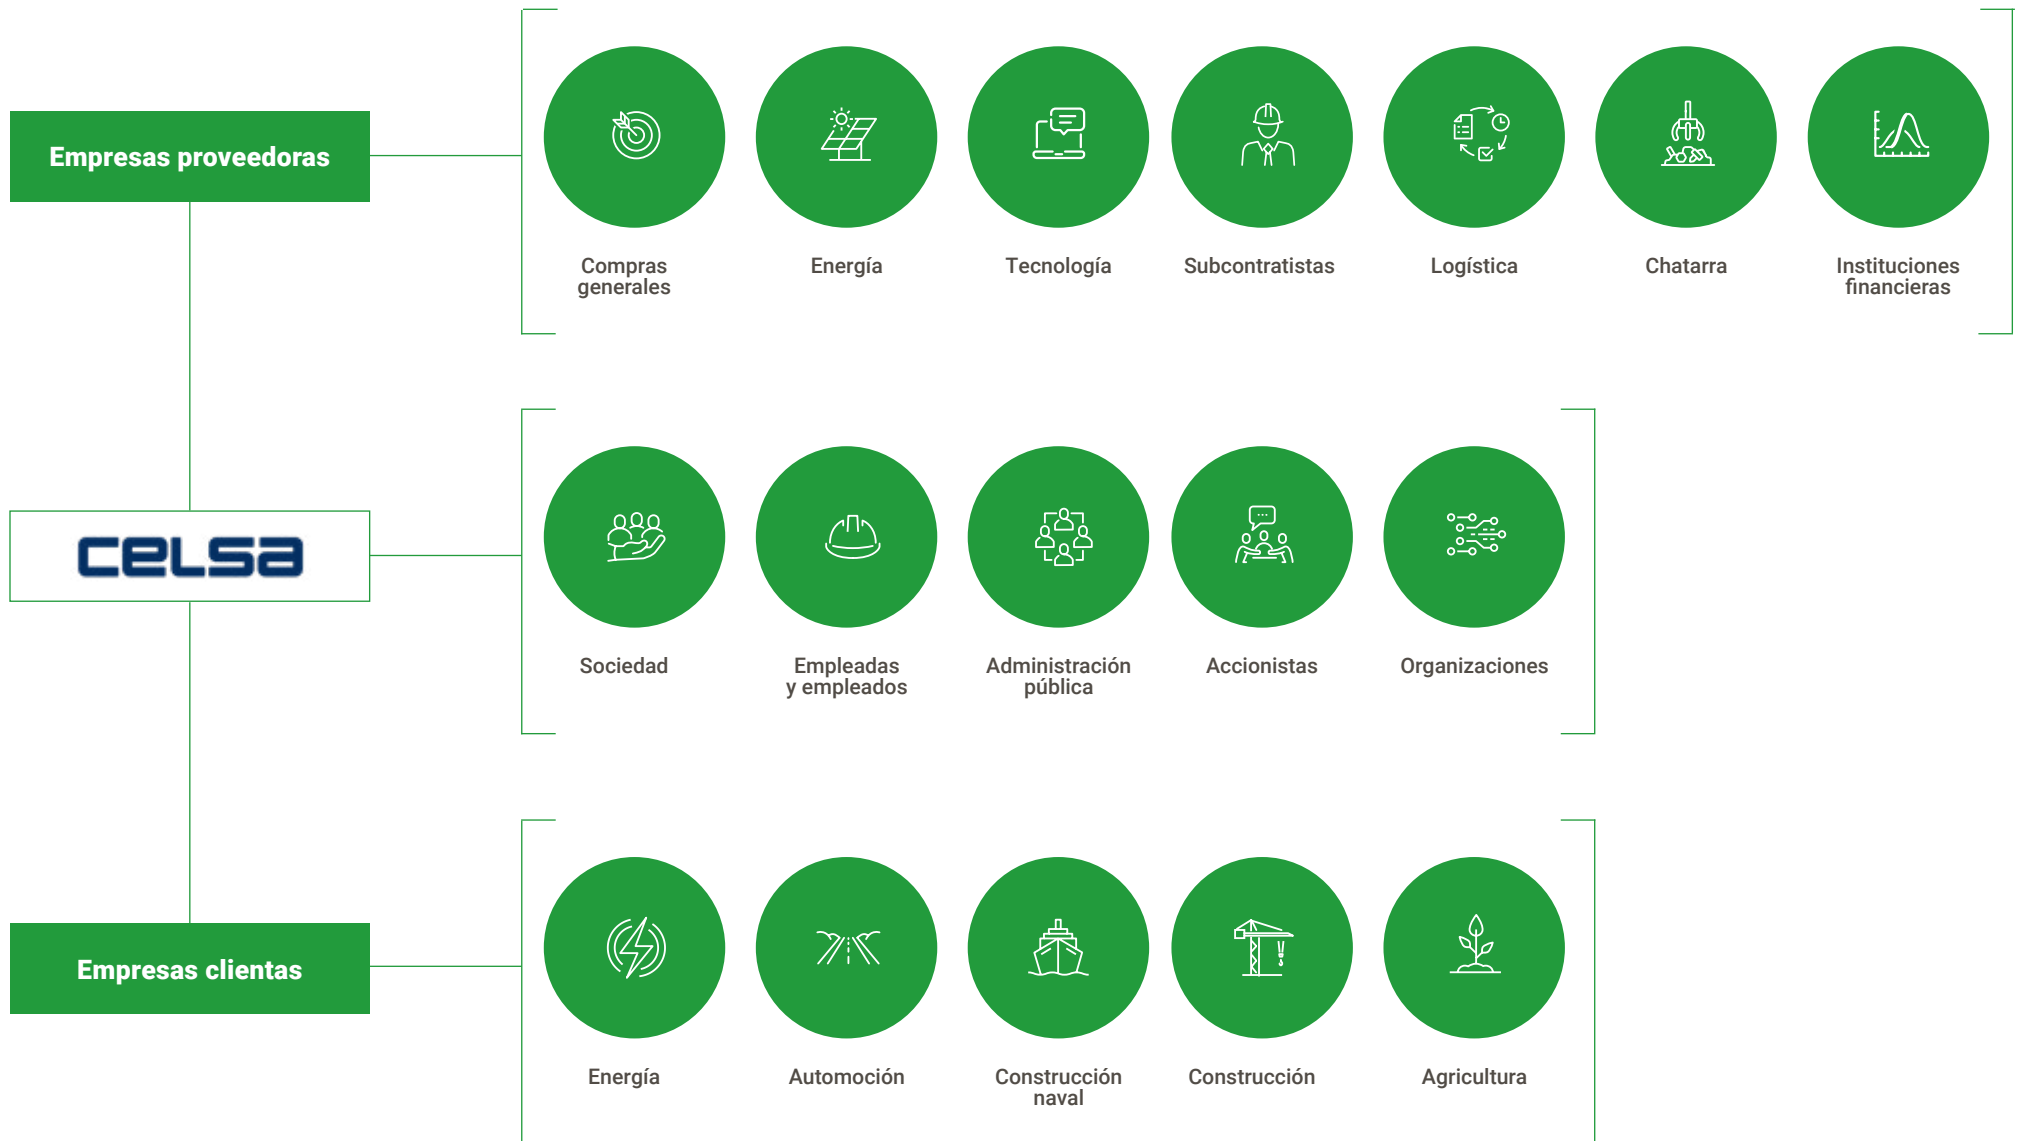 Empresas proveedoras
Compras
generales
Energía
Tecnología
Subcontratistas
Logística
Chatarra
Instituciones
financieras
CELSA
Sociedad
Empleadas
y empleados
Administración
pública
Accionistas
Organizaciones
Empresas clientas
Energía
Automoción
Construcción
naval
Construcción
Agricultura